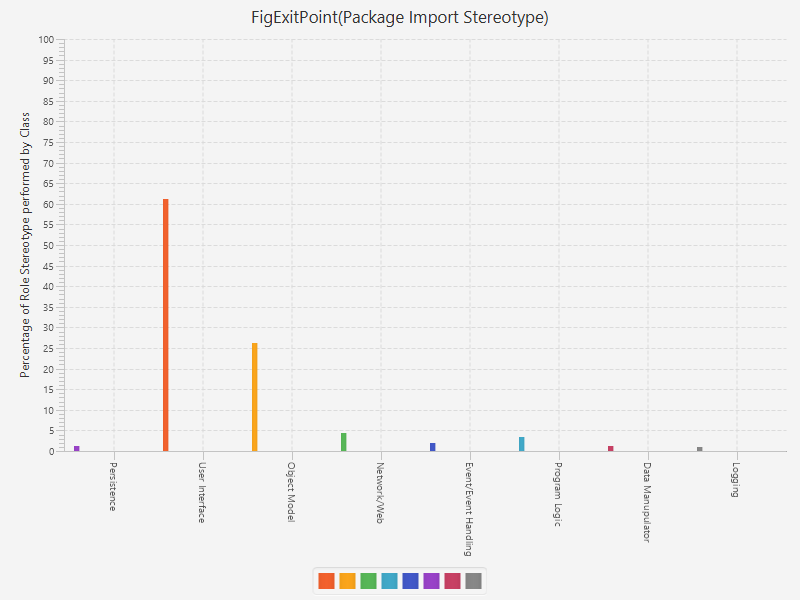 FigExitPoint(Package Import Stereotype)
Percentage of Role Stereotype performed by Class
100
95
90
85
80
75
70
65
60
55
50
45
40
35
30
25
20
15
10
5
0
Persistence
User Interface
Object Model
Network/Web
Event/Event Handling
Program Logic
Data Manupulator
Logging